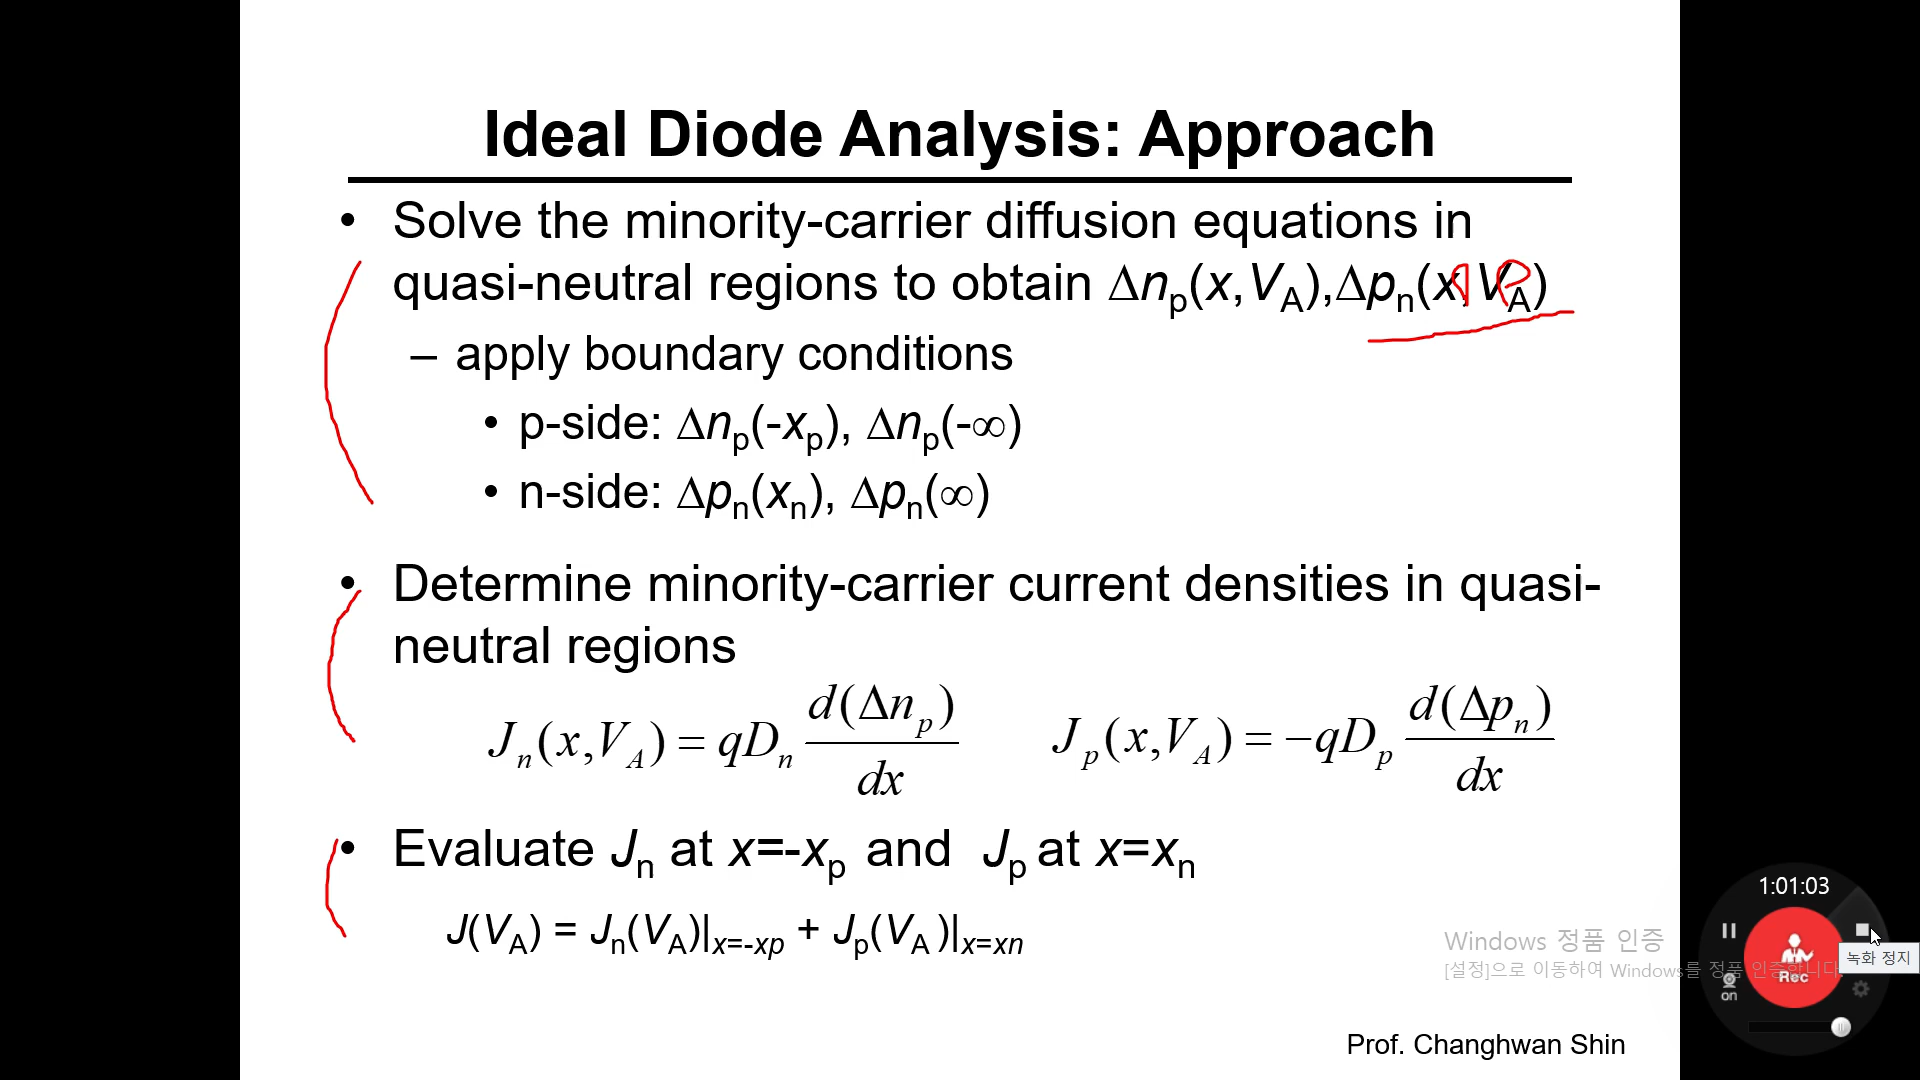 Ideal Diode Analysis: Approach
• Solve the minority-carrier diffusion equations in
quasi-neutral regions to obtain Δnp(x,VA),Δpn(x,VA)
– apply boundary conditions
• p-side: Δnp(-xp), Δnp(-∞)
• n-side: Δpn(xn), Δpn(∞)
• Determine minority-carrier current densities in quasi-
neutral regions
Jn(x,VA) = qDn d(Δnp)/dx Jp(x,VA) = −qDp d(Δpn)/dx
• Evaluate Jn at x=-xp and Jp at x=xn
J(VA) = Jn(VA)|x=-xp + Jp(VA )|x=xn
Windows 정품 인증
[설정]으로 이동하여 Windows를 정품 인증합니다.
Prof. Changhwan Shin
1:01:03
Rec
on
녹화 정지